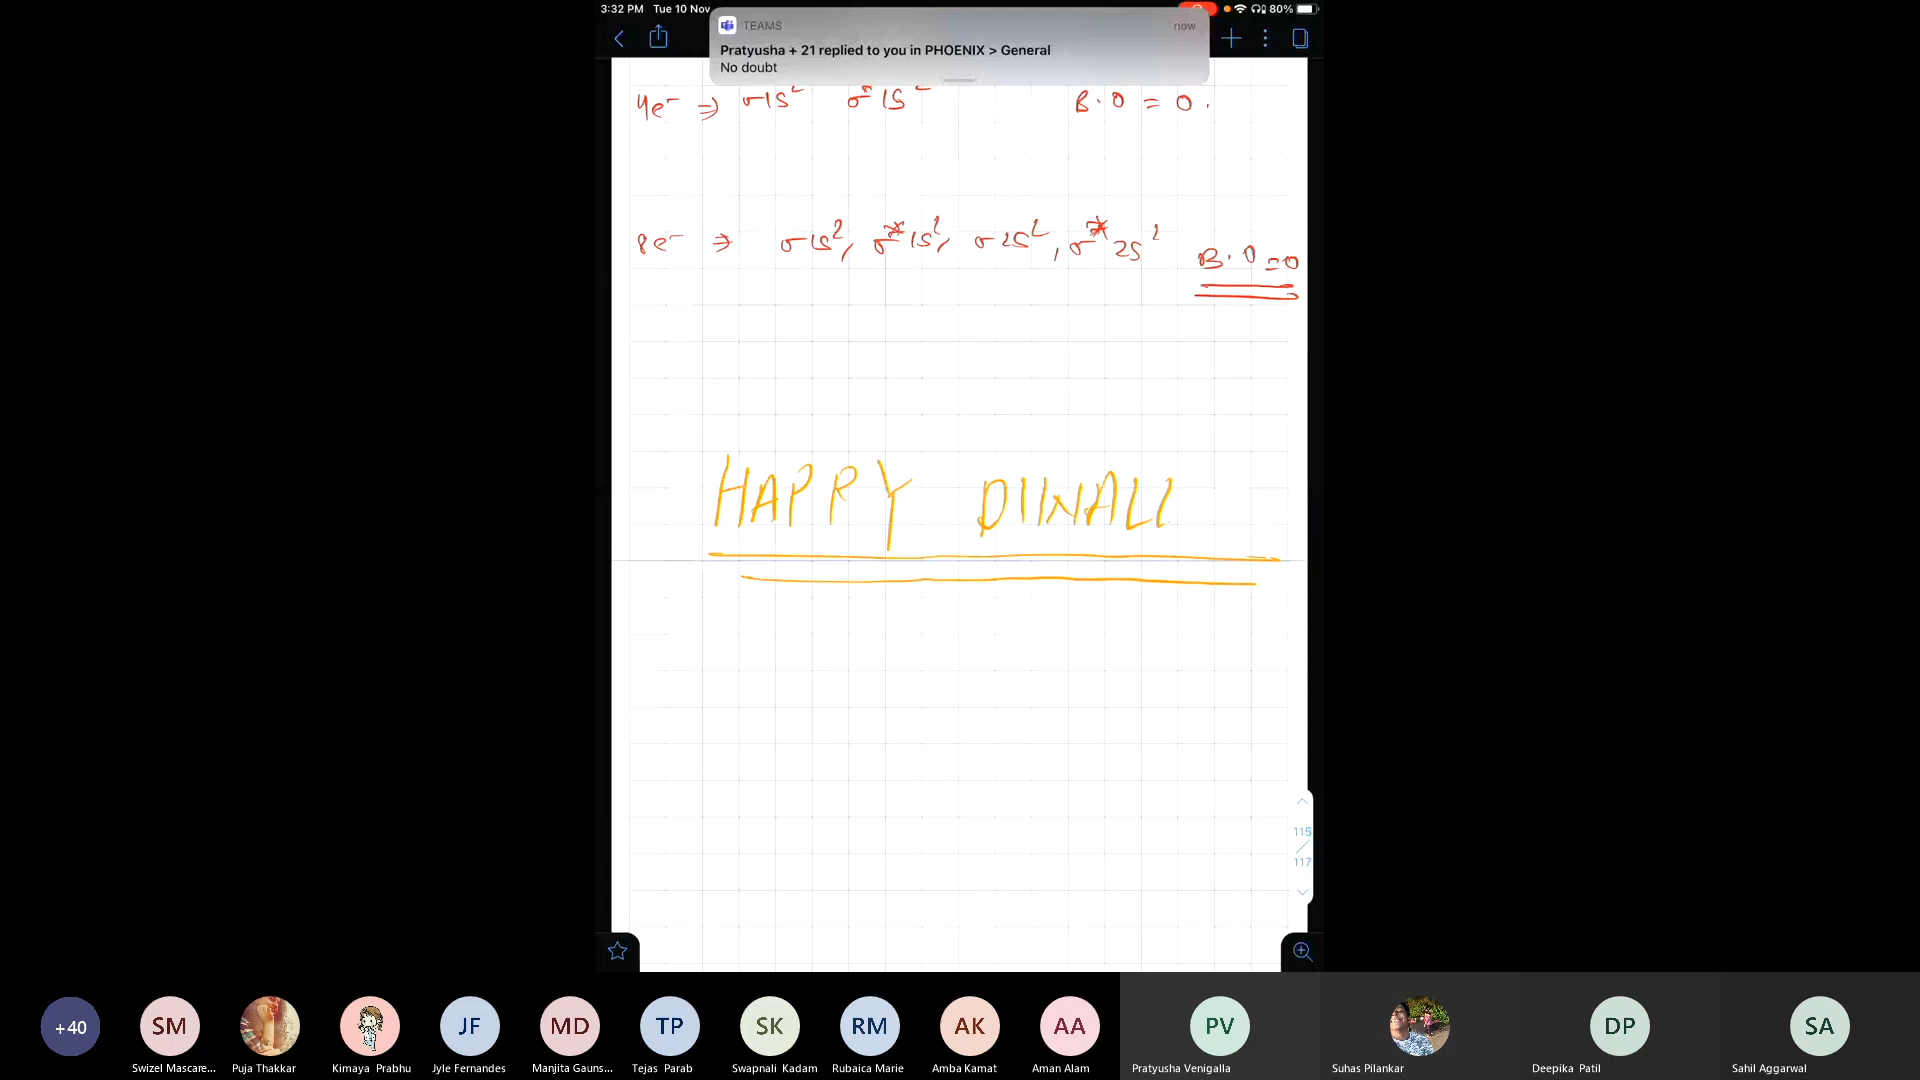 3:32 PM Tue 10 Nov
80%
TEAMS
now
Pratyusha + 21 replied to you in PHOENIX > General
No doubt
4e⁻ ⇒ σ1s² σ*1s² B.O = 0.
8e⁻ ⇒ σ1s², σ*1s², σ2s², σ*2s² B.O = 0
HAPPY DIWALI
115
117
+40
SM
JF
MD
TP
SK
RM
AK
AA
PV
DP
SA
Swizel Mascare...
Puja Thakkar
Kimaya Prabhu
Jyle Fernandes
Manjita Gauns...
Tejas Parab
Swapnali Kadam
Rubaica Marie
Amba Kamat
Aman Alam
Pratyusha Venigalla
Suhas Pilankar
Deepika Patil
Sahil Aggarwal